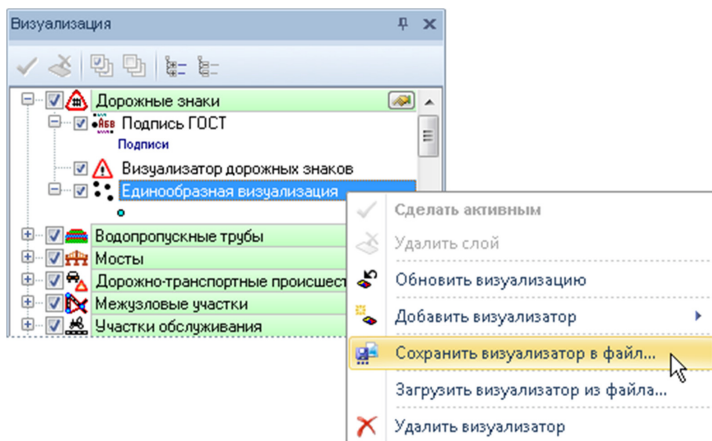 Визуализация
Дорожные знаки
Абв Подпись ГОСТ
Подписи
Визуализатор дорожных знаков
Единообразная визуализация
Водопропускные трубы
Мосты
Дорожно-транспортные происшест
Межузловые участки
Участки обслуживания
Сделать активным
Удалить слой
Обновить визуализацию
Добавить визуализатор
Сохранить визуализатор в файл...
Загрузить визуализатор из файла...
Удалить визуализатор